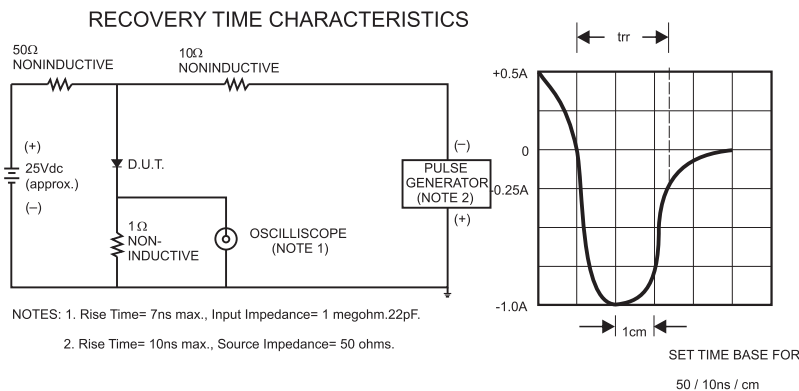 RECOVERY TIME CHARACTERISTICS
50Ω
NONINDUCTIVE
10Ω
NONINDUCTIVE
trr
+0.5A
(+)
(–)
0
D.U.T.
25Vdc
(approx.)
PULSE
GENERATOR
(NOTE 2)
-0.25A
(–)
(+)
1Ω
NON-
INDUCTIVE
OSCILLISCOPE
(NOTE 1)
-1.0A
NOTES: 1. Rise Time= 7ns max., Input Impedance= 1 megohm.22pF.
1cm
2. Rise Time= 10ns max., Source Impedance= 50 ohms.
SET TIME BASE FOR
50 / 10ns / cm